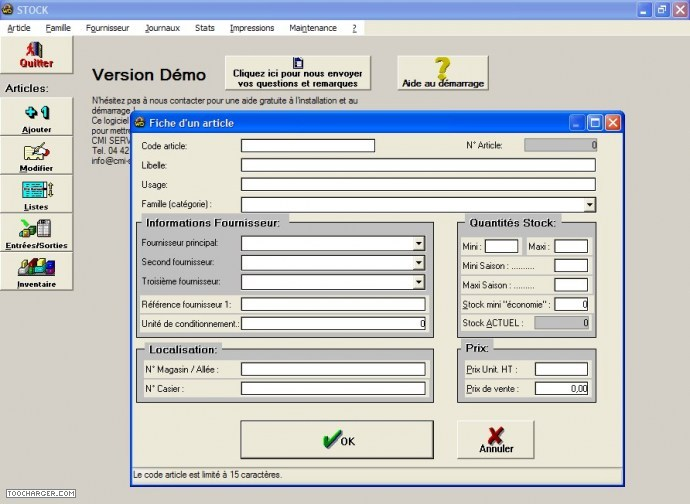 STOCK
Article Famille Fournisseur Journaux Stats Impressions Maintenance ?
Quitter
Articles:
Ajouter
Modifier
Listes
Entrées/Sorties
Inventaire
Version Démo
Cliquez ici pour nous envoyer
vos questions et remarques
Aide au démarrage
N'hésitez pas à nous contacter pour une aide gratuite à l'installation et au
démarrage !
Ce logiciel
pour mettre
CMI SERV
Tel. 04 42
info@cmi-
Fiche d'un article
Code article:
N° Article: 0
Libelle:
Usage:
Famille (catégorie) :
Informations Fournisseur:
Fournisseur principal:
Second fournisseur:
Troisième fournisseur:
Référence fournisseur 1:
Unité de conditionnement.: 0
Quantités Stock:
Mini : Maxi :
Mini Saison : .........
Maxi Saison : ........
Stock mini "économie" : 0
Stock ACTUEL : 0
Localisation:
N° Magasin / Allée :
N° Casier :
Prix:
Prix Unit. HT :
Prix de vente : 0,00
OK
Annuler
Le code article est limité à 15 caractères.
TOOCHARGER.COM